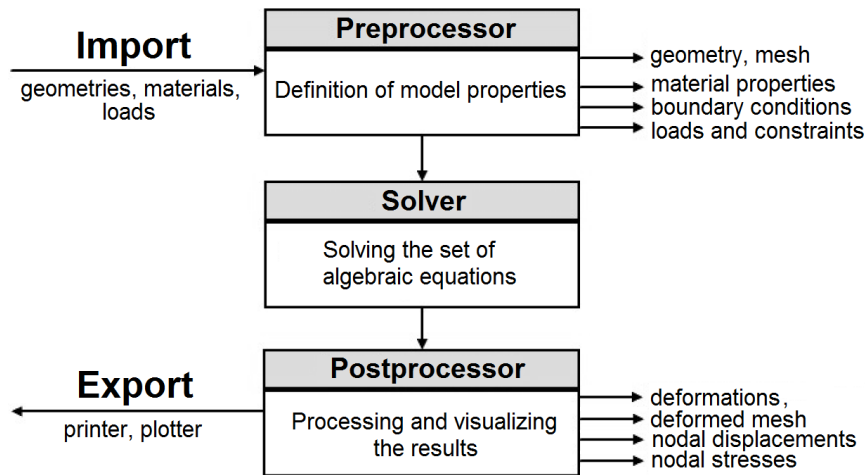 Import
geometries, materials,
loads
Preprocessor
Definition of model properties
geometry, mesh
material properties
boundary conditions
loads and constraints
Solver
Solving the set of
algebraic equations
Export
printer, plotter
Postprocessor
Processing and visualizing
the results
deformations,
deformed mesh
nodal displacements
nodal stresses